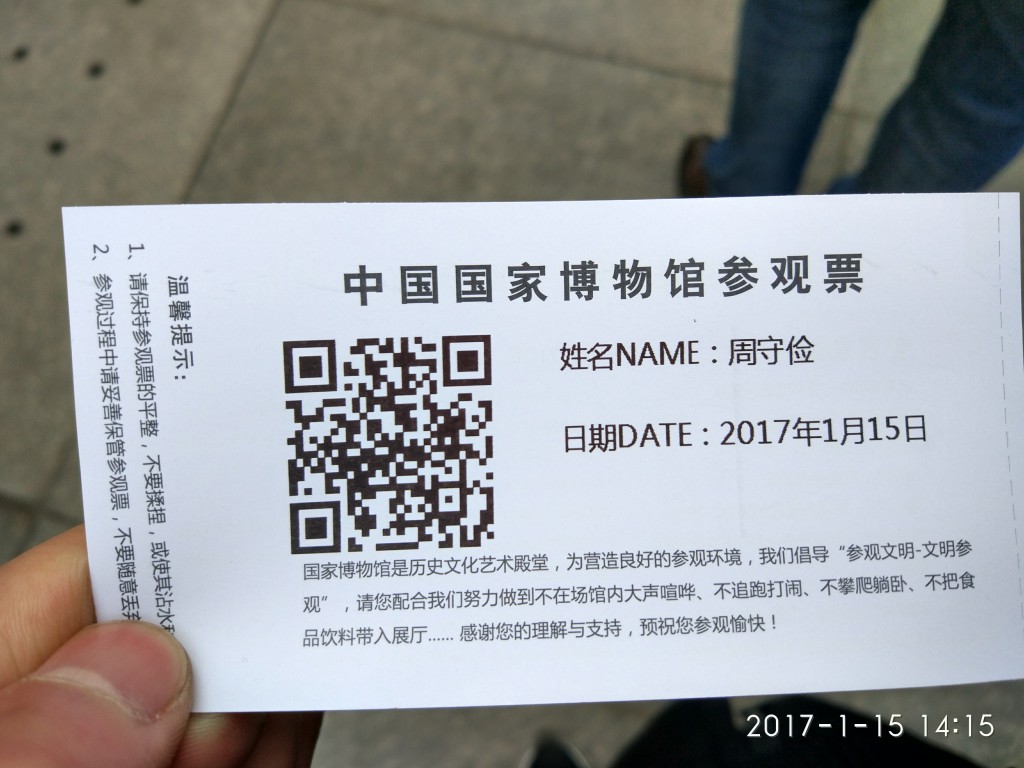 中国国家博物馆参观票
姓名NAME：周守俭
日期DATE：2017年1月15日
国家博物馆是历史文化艺术殿堂，为营造良好的参观环境，我们倡导“参观文明-文明参
观”，请您配合我们努力做到不在场馆内大声喧哗、不追跑打闹、不攀爬躺卧、不把食
品饮料带入展厅......感谢您的理解与支持，预祝您参观愉快！
温馨提示：
1、请保持参观票的平整，不要揉捏，或使其沾水
2、参观过程中请妥善保管参观票，不要随意丢弃
2017-1-15 14:15